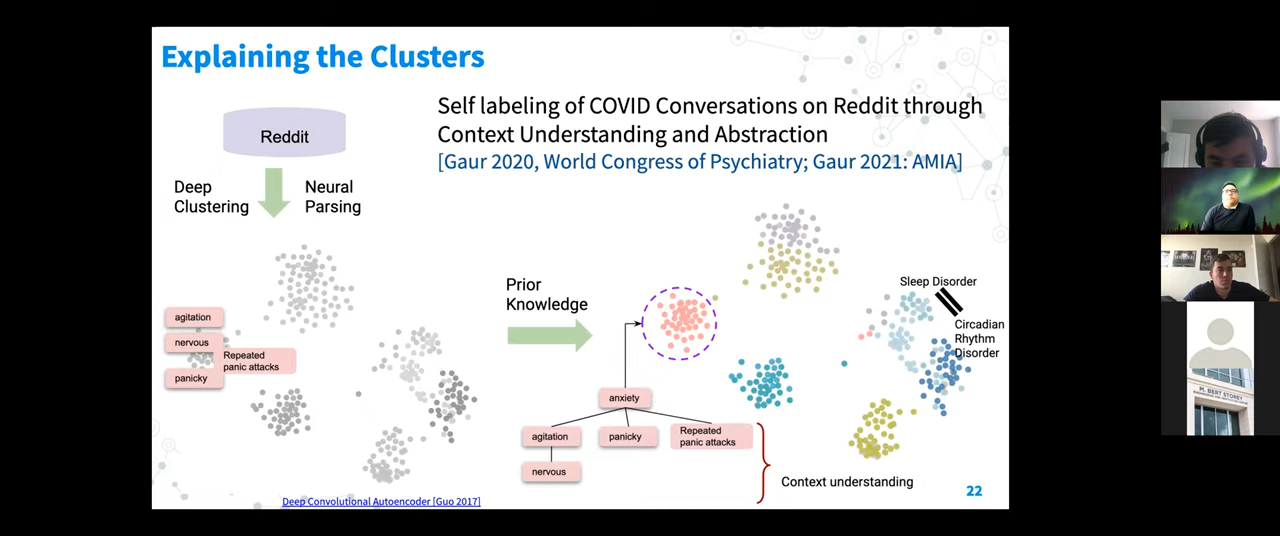 Explaining the Clusters
Self labeling of COVID Conversations on Reddit through
Context Understanding and Abstraction
[Gaur 2020, World Congress of Psychiatry; Gaur 2021: AMIA]
Reddit
Deep
Clustering
Neural
Parsing
agitation
nervous
Repeated
panic attacks
panicky
Prior
Knowledge
anxiety
agitation
panicky
Repeated
panic attacks
nervous
Sleep Disorder
Circadian
Rhythm
Disorder
Context understanding
Deep Convolutional Autoencoder [Guo 2017]
22
M. BERT STOREY